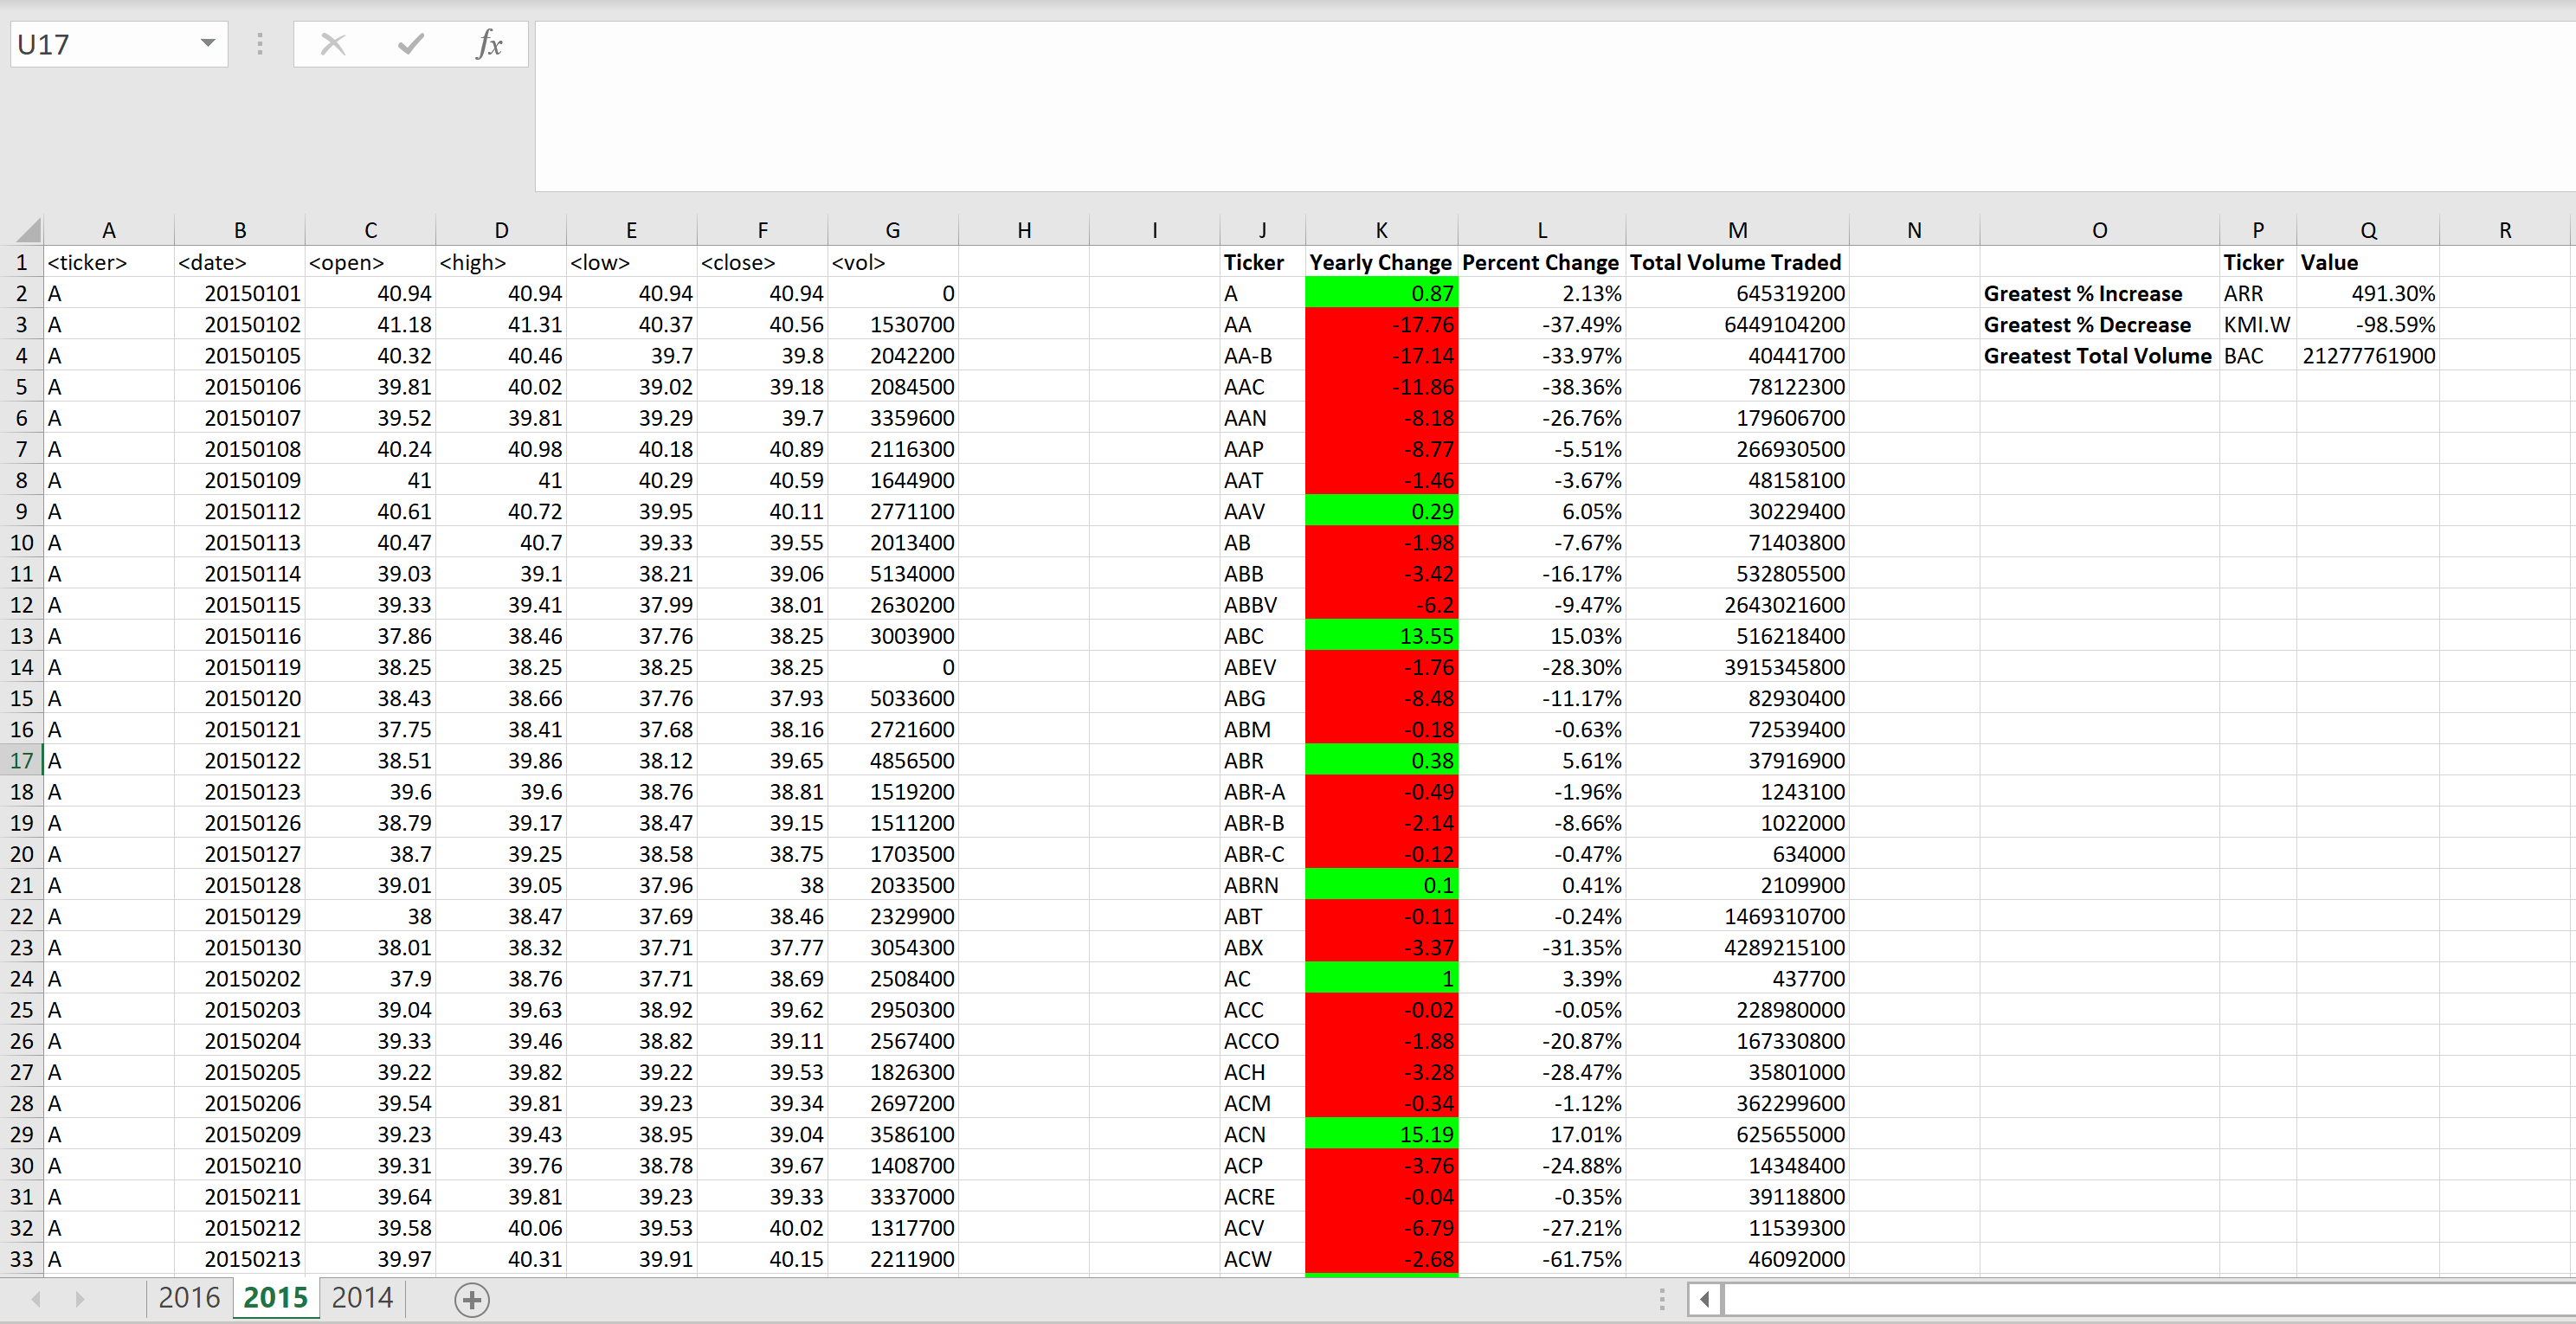 U17 fx
A B C D E F G H I J K L M N O P Q R
1 <ticker> <date> <open> <high> <low> <close> <vol> Ticker Yearly Change Percent Change Total Volume Traded Ticker Value
2 A 20150101 40.94 40.94 40.94 40.94 0 A 0.87 2.13% 645319200 Greatest % Increase ARR 491.30%
3 A 20150102 41.18 41.31 40.37 40.56 1530700 AA -17.76 -37.49% 6449104200 Greatest % Decrease KMI.W -98.59%
4 A 20150105 40.32 40.46 39.7 39.8 2042200 AA-B -17.14 -33.97% 40441700 Greatest Total Volume BAC 21277761900
5 A 20150106 39.81 40.02 39.02 39.18 2084500 AAC -11.86 -38.36% 78122300
6 A 20150107 39.52 39.81 39.29 39.7 3359600 AAN -8.18 -26.76% 179606700
7 A 20150108 40.24 40.98 40.18 40.89 2116300 AAP -8.77 -5.51% 266930500
8 A 20150109 41 41 40.29 40.59 1644900 AAT -1.46 -3.67% 48158100
9 A 20150112 40.61 40.72 39.95 40.11 2771100 AAV 0.29 6.05% 30229400
10 A 20150113 40.47 40.7 39.33 39.55 2013400 AB -1.98 -7.67% 71403800
11 A 20150114 39.03 39.1 38.21 39.06 5134000 ABB -3.42 -16.17% 532805500
12 A 20150115 39.33 39.41 37.99 38.01 2630200 ABBV -6.2 -9.47% 2643021600
13 A 20150116 37.86 38.46 37.76 38.25 3003900 ABC 13.55 15.03% 516218400
14 A 20150119 38.25 38.25 38.25 38.25 0 ABEV -1.76 -28.30% 3915345800
15 A 20150120 38.43 38.66 37.76 37.93 5033600 ABG -8.48 -11.17% 82930400
16 A 20150121 37.75 38.41 37.68 38.16 2721600 ABM -0.18 -0.63% 72539400
17 A 20150122 38.51 39.86 38.12 39.65 4856500 ABR 0.38 5.61% 37916900
18 A 20150123 39.6 39.6 38.76 38.81 1519200 ABR-A -0.49 -1.96% 1243100
19 A 20150126 38.79 39.17 38.47 39.15 1511200 ABR-B -2.14 -8.66% 1022000
20 A 20150127 38.7 39.25 38.58 38.75 1703500 ABR-C -0.12 -0.47% 634000
21 A 20150128 39.01 39.05 37.96 38 2033500 ABRN 0.1 0.41% 2109900
22 A 20150129 38 38.47 37.69 38.46 2329900 ABT -0.11 -0.24% 1469310700
23 A 20150130 38.01 38.32 37.71 37.77 3054300 ABX -3.37 -31.35% 4289215100
24 A 20150202 37.9 38.76 37.71 38.69 2508400 AC 1 3.39% 437700
25 A 20150203 39.04 39.63 38.92 39.62 2950300 ACC -0.02 -0.05% 228980000
26 A 20150204 39.33 39.46 38.82 39.11 2567400 ACCO -1.88 -20.87% 167330800
27 A 20150205 39.22 39.82 39.22 39.53 1826300 ACH -3.28 -28.47% 35801000
28 A 20150206 39.54 39.81 39.23 39.34 2697200 ACM -0.34 -1.12% 362299600
29 A 20150209 39.23 39.43 38.95 39.04 3586100 ACN 15.19 17.01% 625655000
30 A 20150210 39.31 39.76 38.78 39.67 1408700 ACP -3.76 -24.88% 14348400
31 A 20150211 39.64 39.81 39.23 39.33 3337000 ACRE -0.04 -0.35% 39118800
32 A 20150212 39.58 40.06 39.53 40.02 1317700 ACV -6.79 -27.21% 11539300
33 A 20150213 39.97 40.31 39.91 40.15 2211900 ACW -2.68 -61.75% 46092000
2016 2015 2014